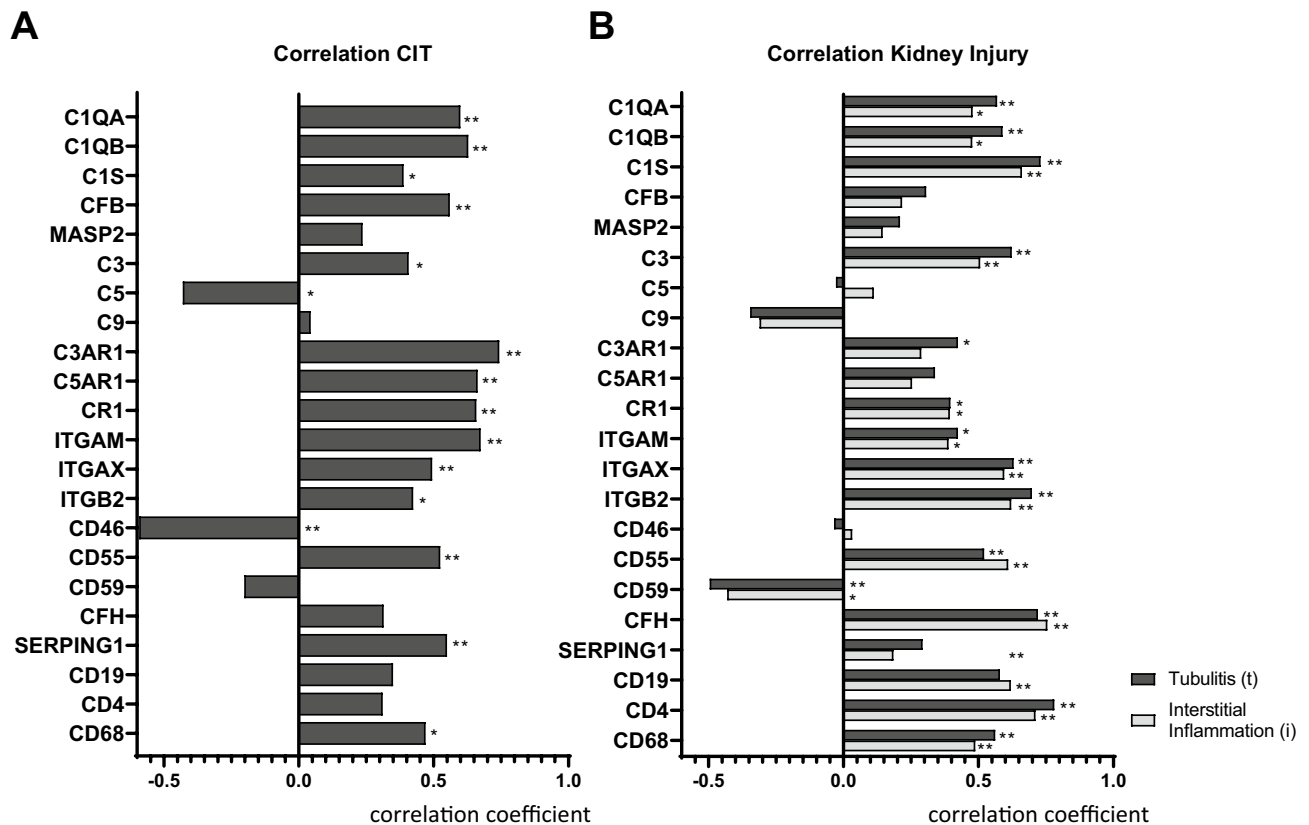 A
Correlation CIT
C1QA
**
C1QB
**
C1S
*
CFB
**
MASP2
C3
*
C5
*
C9
C3AR1
**
C5AR1
**
CR1
**
ITGAM
**
ITGAX
**
ITGB2
*
CD46
**
CD55
**
CD59
CFH
SERPING1
**
CD19
CD4
CD68
*
-0.5 0.0 0.5 1.0
correlation coefficient
B
Correlation Kidney Injury
C1QA
**
*
C1QB
**
*
C1S
**
**
CFB
MASP2
C3
**
**
C5
C9
C3AR1
*
C5AR1
CR1
*
*
ITGAM
*
*
ITGAX
**
**
ITGB2
**
**
CD46
CD55
**
**
CD59
**
*
CFH
**
**
SERPING1
**
CD19
**
CD4
**
**
CD68
**
**
-0.5 0.0 0.5 1.0
correlation coefficient
Tubulitis (t)
Interstitial
Inflammation (i)